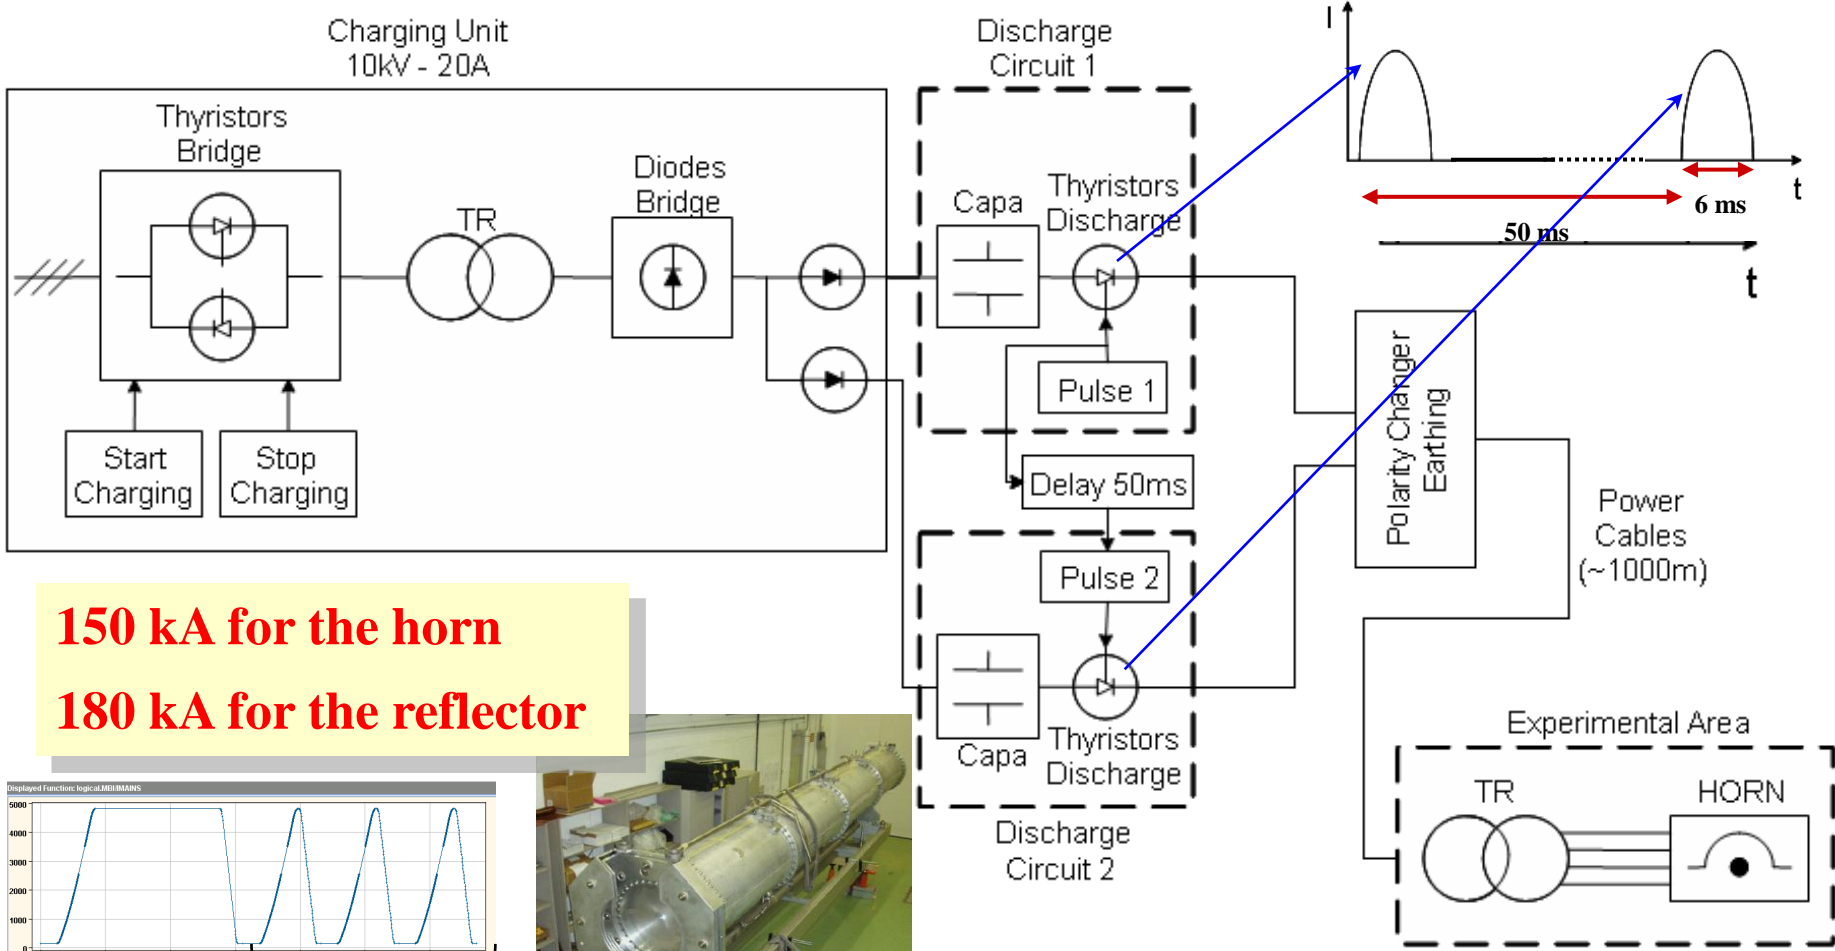 Charging Unit
10kV - 20A
Discharge
Circuit 1
I
t
6 ms
50 ms
t
Thyristors
Bridge
TR
Diodes
Bridge
Capa
Thyristors
Discharge
Pulse 1
Start
Charging
Stop
Charging
Delay 50ms
Polarity Changer
Earthing
Power
Cables
(~1000m)
Pulse 2
150 kA for the horn
180 kA for the reflector
Capa
Thyristors
Discharge
Discharge
Circuit 2
Experimental Area
TR
HORN
Displayed Function: logical.MBI/MAINS
5000
4000
3000
2000
1000
0